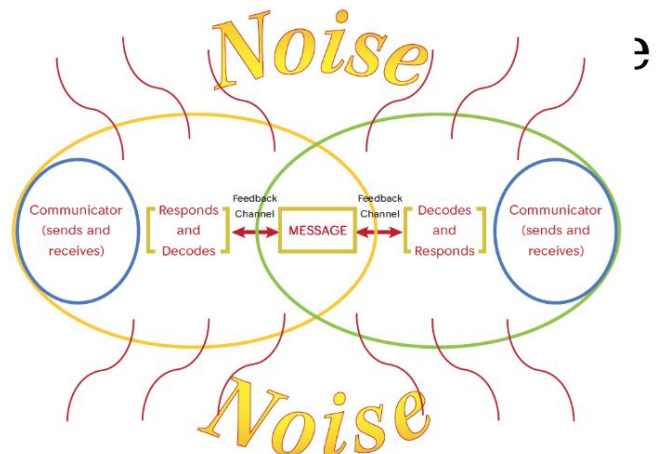 Noise
e
Communicator
(sends and
receives)
Responds
and
Decodes
Feedback
Channel
MESSAGE
Feedback
Channel
Decodes
and
Responds
Communicator
(sends and
receives)
Noise